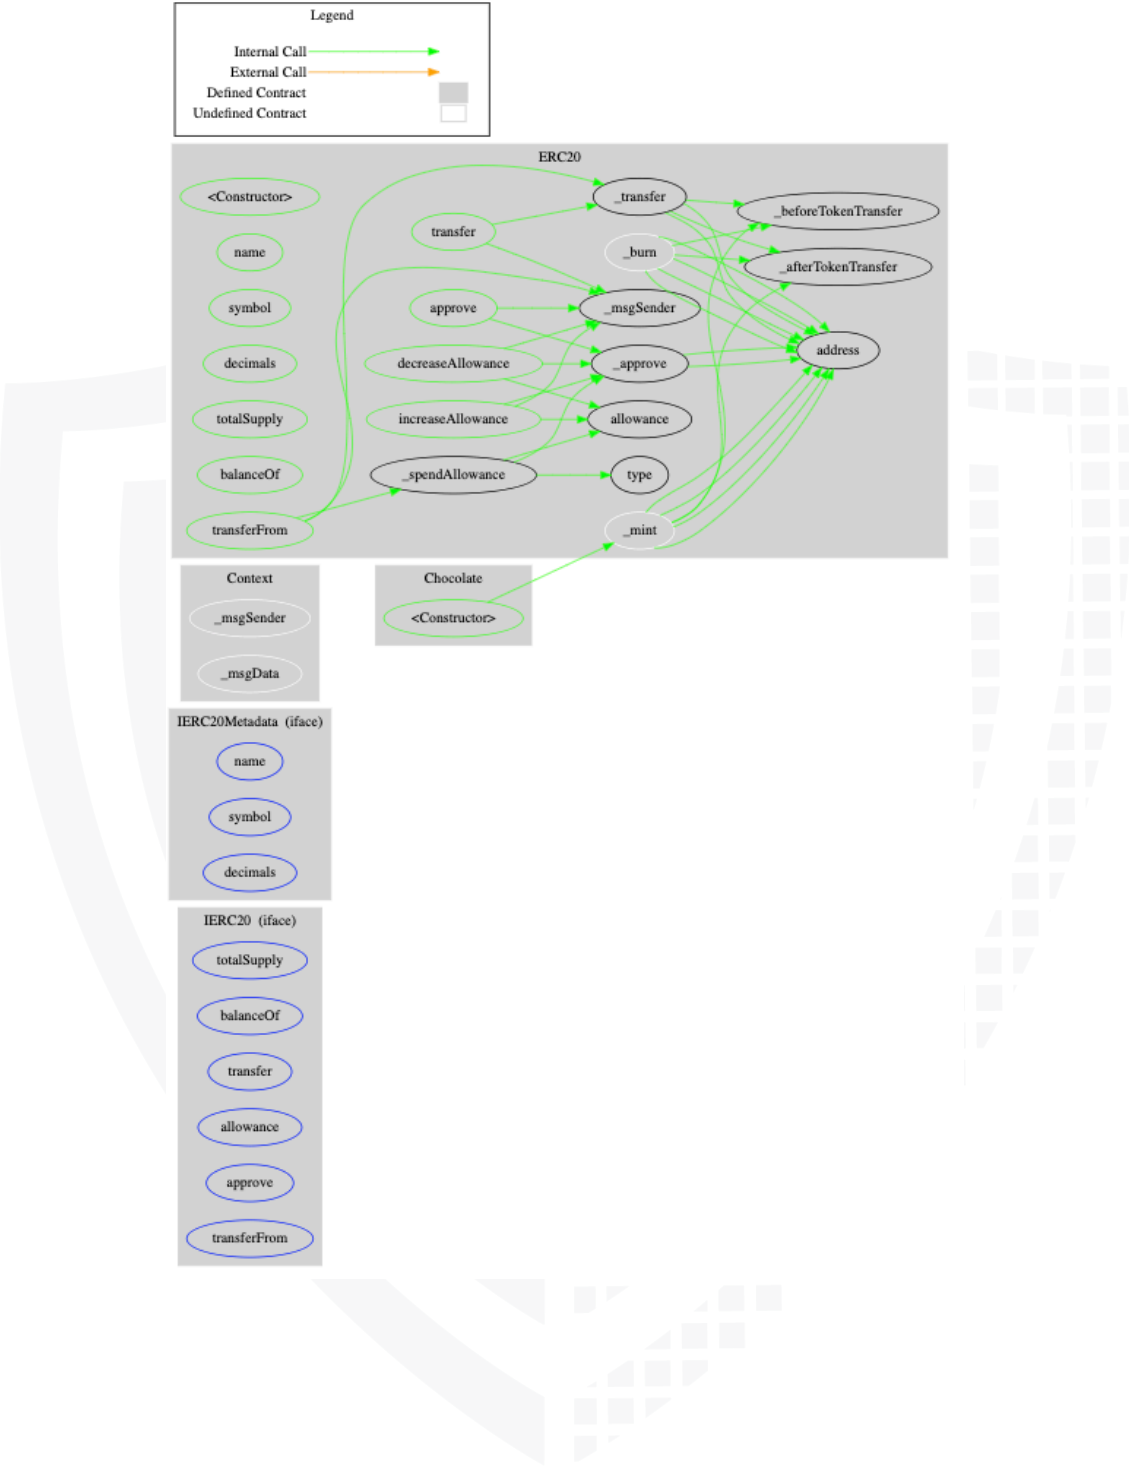 Legend
Internal Call
External Call
Defined Contract
Undefined Contract
ERC20
<Constructor>
name
symbol
decimals
totalSupply
balanceOf
transferFrom
transfer
approve
decreaseAllowance
increaseAllowance
_spendAllowance
_transfer
_burn
_msgSender
_approve
allowance
type
_mint
_beforeTokenTransfer
_afterTokenTransfer
address
Context
_msgSender
_msgData
Chocolate
<Constructor>
IERC20Metadata (iface)
name
symbol
decimals
IERC20 (iface)
totalSupply
balanceOf
transfer
allowance
approve
transferFrom